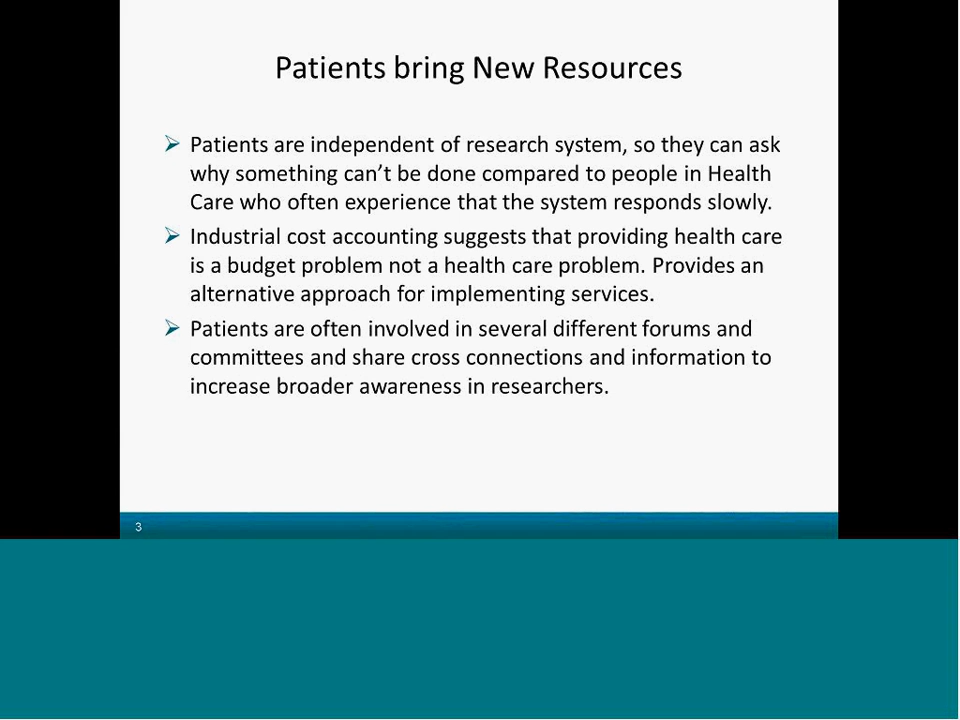 Patients bring New Resources
Patients are independent of research system, so they can ask
why something can’t be done compared to people in Health
Care who often experience that the system responds slowly.
Industrial cost accounting suggests that providing health care
is a budget problem not a health care problem. Provides an
alternative approach for implementing services.
Patients are often involved in several different forums and
committees and share cross connections and information to
increase broader awareness in researchers.
3